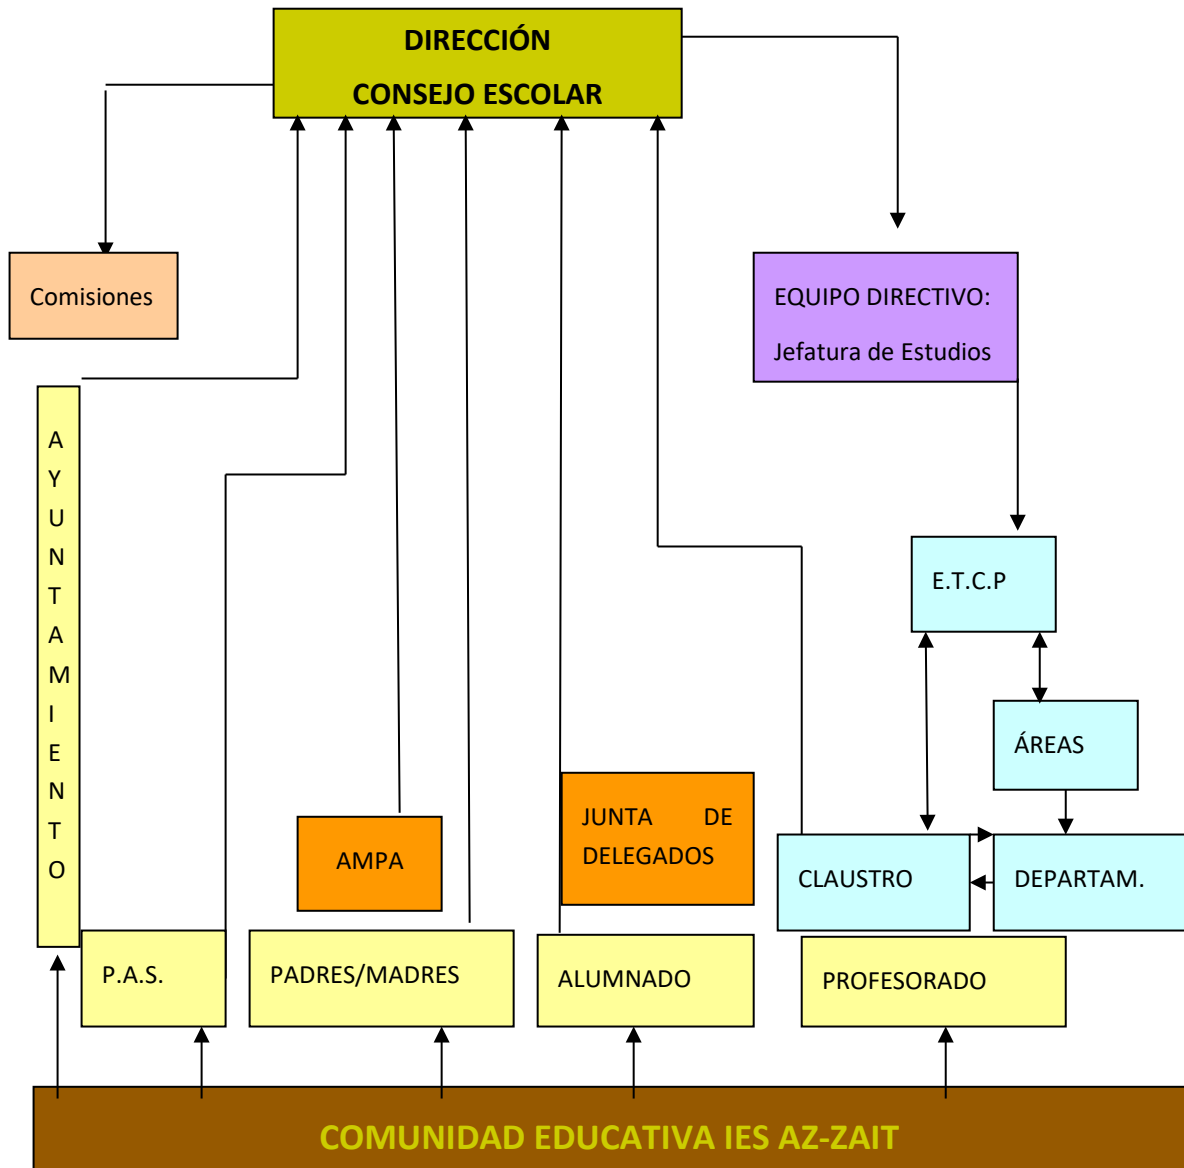 DIRECCIÓN
CONSEJO ESCOLAR
Comisiones
EQUIPO DIRECTIVO:
Jefatura de Estudios
AYUNTAMIENTO
E.T.C.P
ÁREAS
JUNTA DE
DELEGADOS
AMPA
CLAUSTRO
DEPARTAM.
P.A.S.
PADRES/MADRES
ALUMNADO
PROFESORADO
COMUNIDAD EDUCATIVA IES AZ-ZAIT